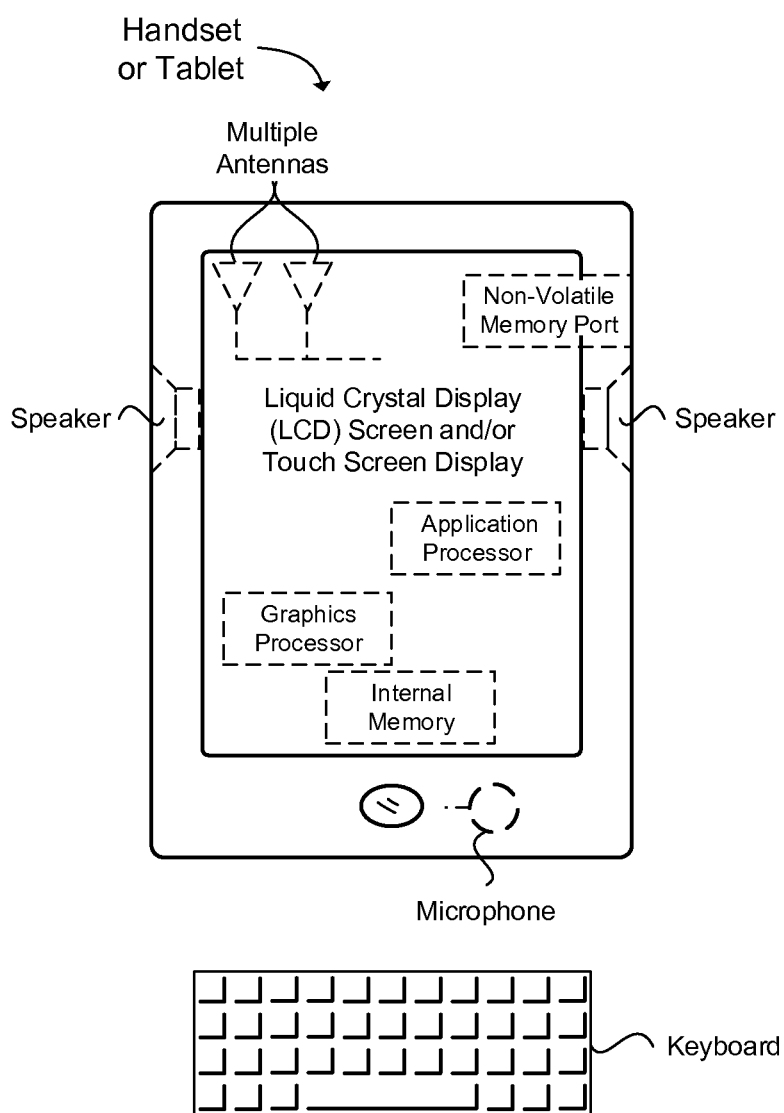 Handset
or Tablet
Multiple
Antennas
Non-Volatile
Memory Port
Speaker
Liquid Crystal Display
(LCD) Screen and/or
Touch Screen Display
Speaker
Application
Processor
Graphics
Processor
Internal
Memory
Microphone
Keyboard